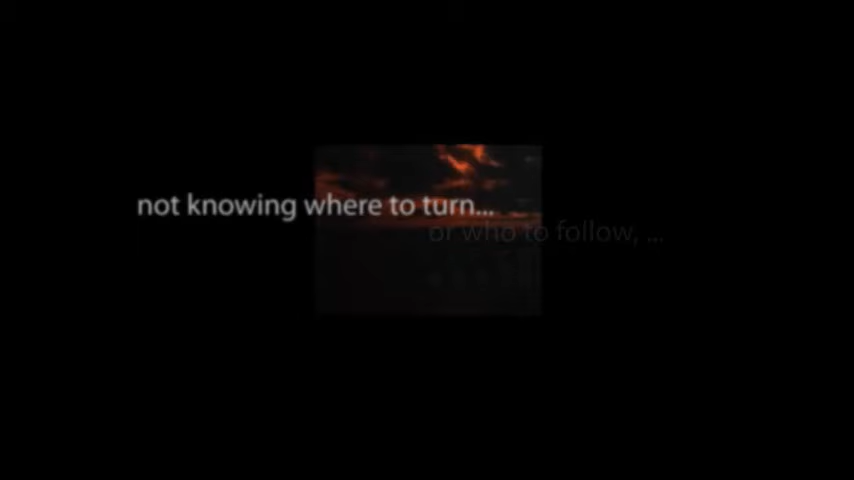 not knowing where to turn...
or who to follow, ...